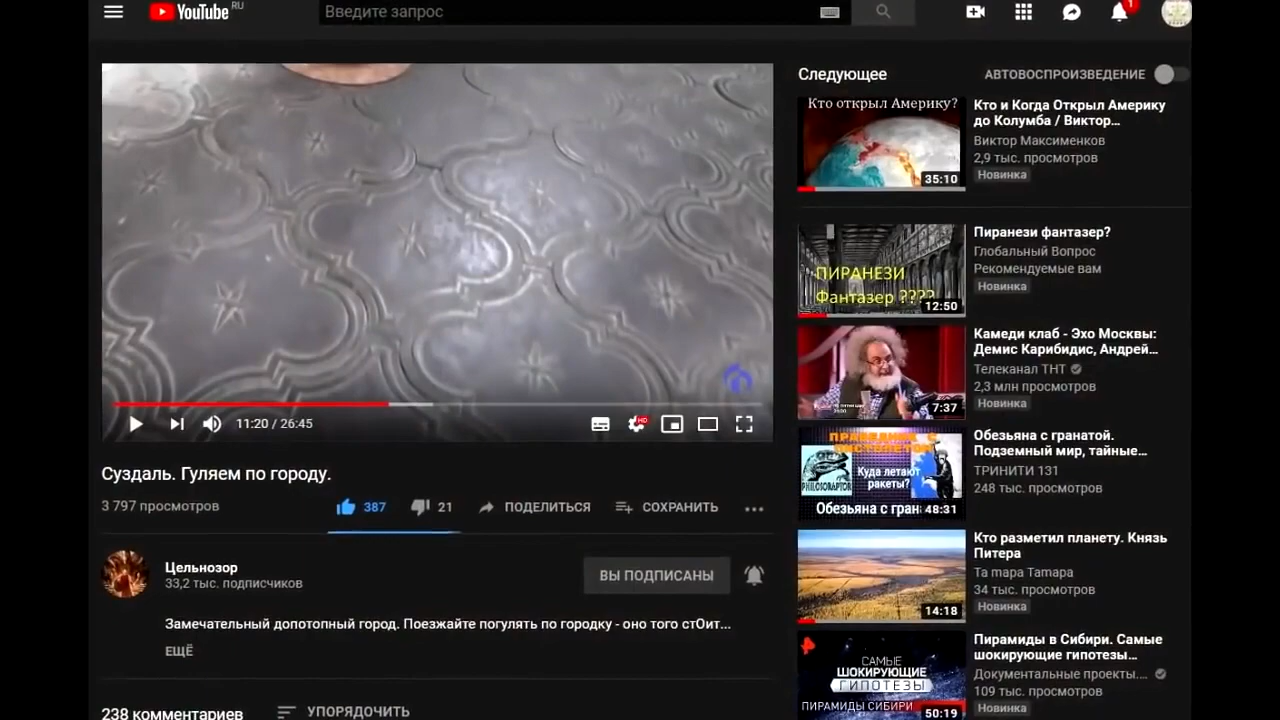 YouTube RU
Введите запрос
1
11:20 / 26:45
HD
Суздаль. Гуляем по городу.
3 797 просмотров
387
21
ПОДЕЛИТЬСЯ
СОХРАНИТЬ
Цельнозор
33,2 тыс. подписчиков
ВЫ ПОДПИСАНЫ
Замечательный допотопный город. Поезжайте погулять по городку - оно того стОит...
ЕЩЁ
238 комментариев
УПОРЯДОЧИТЬ
Следующее
АВТОВОСПРОИЗВЕДЕНИЕ
Кто открыл Америку?
35:10
Кто и Когда Открыл Америку
до Колумба / Виктор...
Виктор Максименков
2,9 тыс. просмотров
Новинка
ПИРАНЕЗИ
Фантазер ????
12:50
Пиранези фантазер?
Глобальный Вопрос
Рекомендуемые вам
Новинка
7:37
Камеди клаб - Эхо Москвы:
Демис Карибидис, Андрей...
Телеканал ТНТ
2,3 млн просмотров
Новинка
PHILOSORAPTOR
Куда летают
ракеты?
Обезьяна с гран
48:31
Обезьяна с гранатой.
Подземный мир, тайные...
ТРИНИТИ 131
248 тыс. просмотров
14:18
Кто разметил планету. Князь
Питера
Та mapa Tamapa
34 тыс. просмотров
Новинка
САМЫЕ
ШОКИРУЮЩИЕ
ГИПОТЕЗЫ
ПИРАМИДЫ СИБИРИ
50:19
Пирамиды в Сибири. Самые
шокирующие гипотезы...
Документальные проекты....
109 тыс. просмотров
Новинка